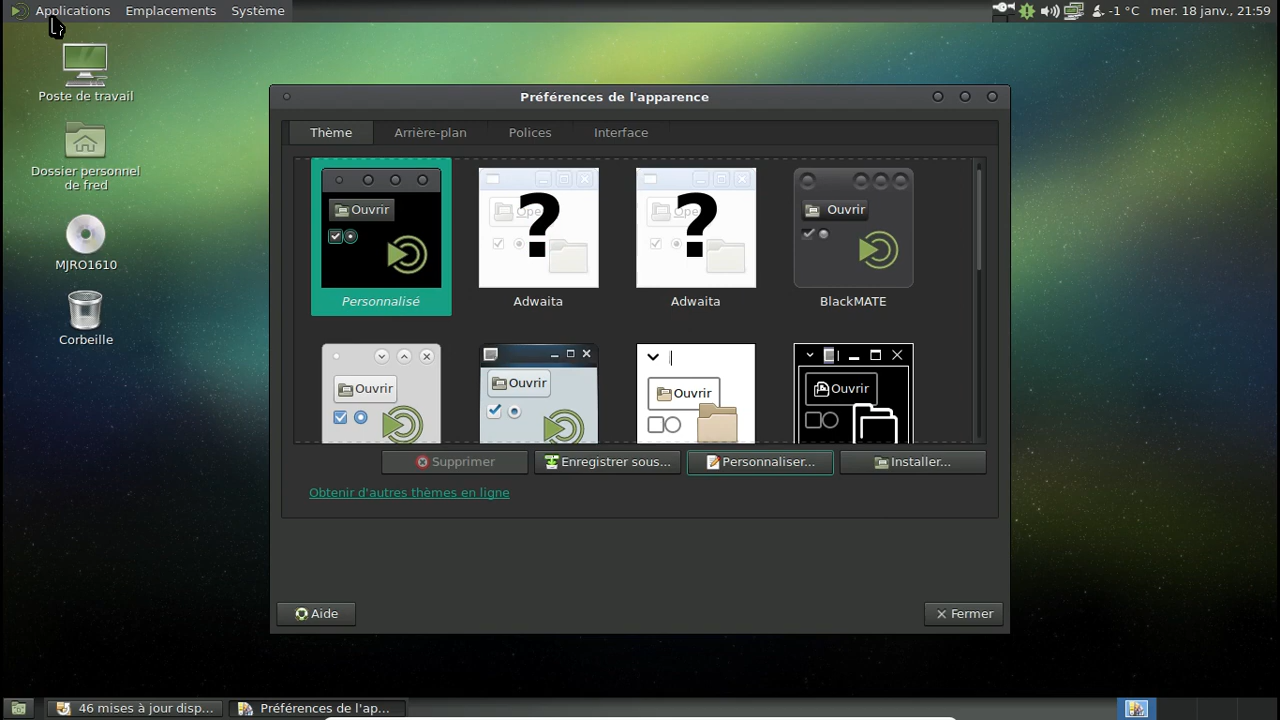 Applications Emplacements Système -1 °C mer. 18 janv., 21:59
Poste de travail
Dossier personnel
de fred
MJRO1610
Corbeille
Préférences de l'apparence
Thème Arrière-plan Polices Interface
Ouvrir Ope Ope Ouvrir
? ?
Personnalisé Adwaita Adwaita BlackMATE
Ouvrir Ouvrir Ouvrir Ouvrir
Supprimer Enregistrer sous... Personnaliser... Installer...
Obtenir d'autres thèmes en ligne
Aide Fermer
46 mises à jour disp... Préférences de l'ap...